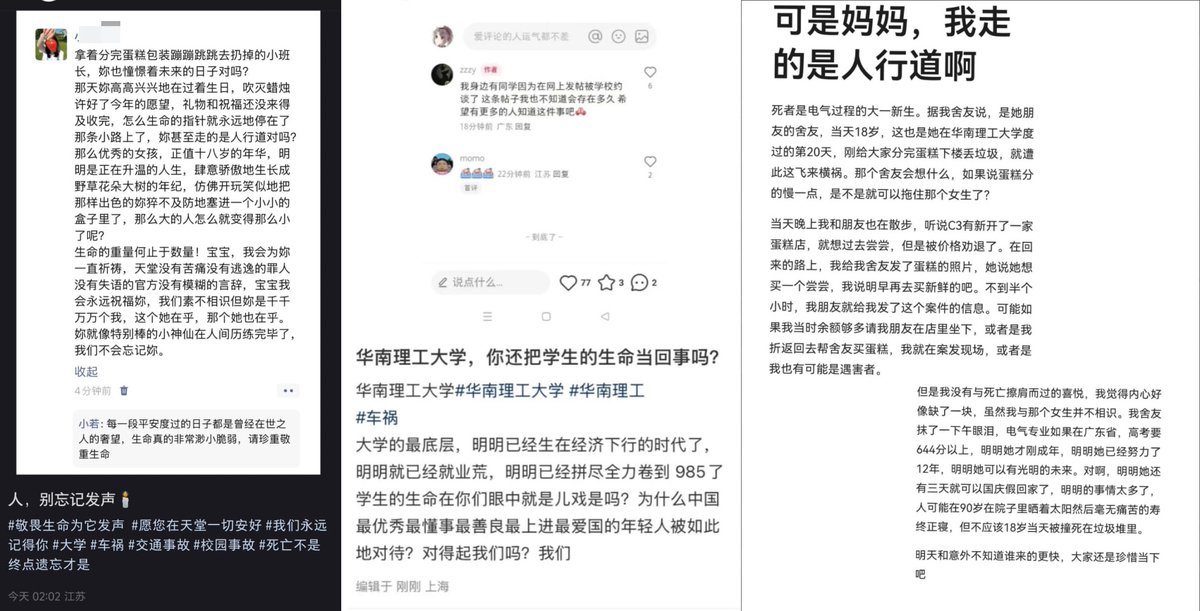 拿着分完蛋糕包装蹦蹦跳跳去扔掉的小班
长，妳也憧憬着未来的日子对吗？
那天妳高高兴兴地在过着生日，吹灭蜡烛
许好了今年的愿望，礼物和祝福还没来得
及收完，怎么生命的指针就永远地停在了
那条小路上了，妳甚至走的是人行道对吗？
那么优秀的女孩，正值十八岁的年华，明
明是正在升温的人生，肆意骄傲地生长成
野草花朵大树的年纪，仿佛开玩笑似地把
那样出色的妳猝不及防地塞进一个小小的
盒子里了，那么大的人怎么就变得那么小
了呢？
生命的重量何止于数量！宝宝，我会为妳
一直祈祷，天堂没有苦痛没有逃逸的罪人
没有失语的官方没有模糊的言辞，宝宝我
会永远祝福妳，我们素不相识但妳是千千
万万个我，这个她在乎，那个她也在乎。
妳就像特别棒的小神仙在人间历练完毕了，
我们不会忘记妳。
收起
4分钟前
小若: 每一段平安度过的日子都是曾经在世之
人的奢望，生命真的非常渺小脆弱，请珍重敬
重生命
人，别忘记发声🕯️
#敬畏生命为它发声 #愿您在天堂一切安好 #我们永远
记得你 #大学 #车祸 #交通事故 #校园事故 #死亡不是
终点遗忘才是
今天 02:02 江苏
爱评论的人运气都不差
zzzy 作者
我身边有同学因为在网上发帖被学校约
谈了 这条帖子我也不知道会存在多久 希
望有更多的人知道这件事吧
18分钟前 广东 回复
6
momo
22分钟前 江苏 回复
首评
2
- 到底了 -
说点什么... 77 3 2
华南理工大学，你还把学生的生命当回事吗？
华南理工大学#华南理工大学 #华南理工
#车祸
大学的最底层，明明已经生在经济下行的时代了，
明明就已经就业荒，明明已经拼尽全力卷到 985了
学生的生命在你们眼中就是儿戏是吗？为什么中国
最优秀最懂事最善良最上进最爱国的年轻人被如此
地对待？对得起我们吗？我们
编辑于 刚刚 上海
可是妈妈，我走
的是人行道啊
死者是电气过程的大一新生。据我舍友说，是她朋
友的舍友，当天18岁，这也是她在华南理工大学度
过的第20天，刚给大家分完蛋糕下楼丢垃圾，就遭
此这飞来横祸。那个舍友会想什么，如果说蛋糕分
的慢一点，是不是就可以拖住那个女生了？
当天晚上我和朋友也在散步，听说C3有新开了一家
蛋糕店，就想过去尝尝，但是被价格劝退了。在回
来的路上，我给我舍友发了蛋糕的照片，她说她想
买一个尝尝，我说明早再去买新鲜的吧。不到半个
小时，我朋友就给我发了这个案件的信息。可能如
果我当时余额够多请我朋友在店里坐下，或者是我
折返回去帮舍友买蛋糕，我就在案发现场，或者是
我也有可能是遇害者。
但是我没有与死亡擦肩而过的喜悦，我觉得内心好
像缺了一块，虽然我与那个女生并不相识。我舍友
抹了一下午眼泪，电气专业如果在广东省，高考要
644分以上，明明她才刚成年，明明她已经努力了
12年，明明她可以有光明的未来。对啊，明明她还
有三天就可以国庆假回家了，明明的事情太多了，
人可能在90岁在院子里晒着太阳然后毫无痛苦的寿
终正寝，但不应该18岁当天被撞死在垃圾堆里。
明天和意外不知道谁来的更快，大家还是珍惜当下
吧